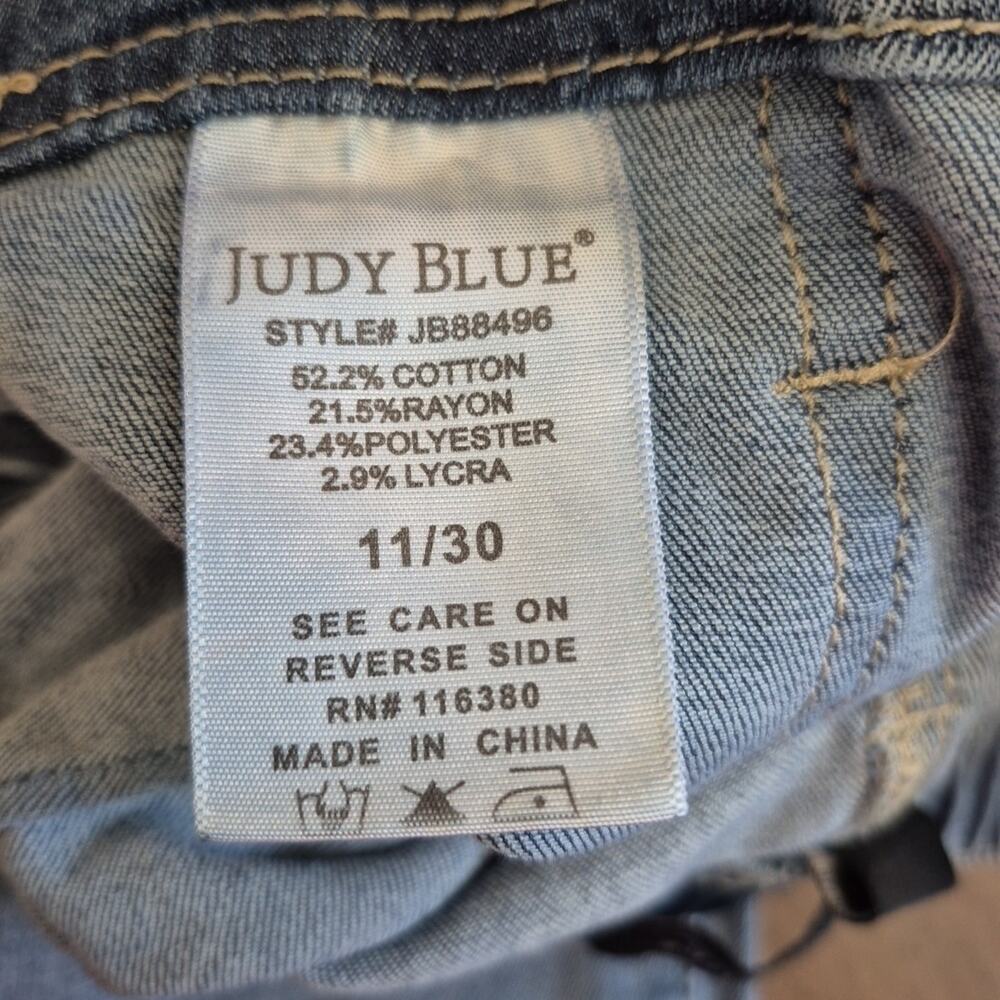 JUDY BLUE®
STYLE# JB88496
52.2% COTTON
21.5%RAYON
23.4%POLYESTER
2.9% LYCRA
11/30
SEE CARE ON
REVERSE SIDE
RN# 116380
MADE IN CHINA